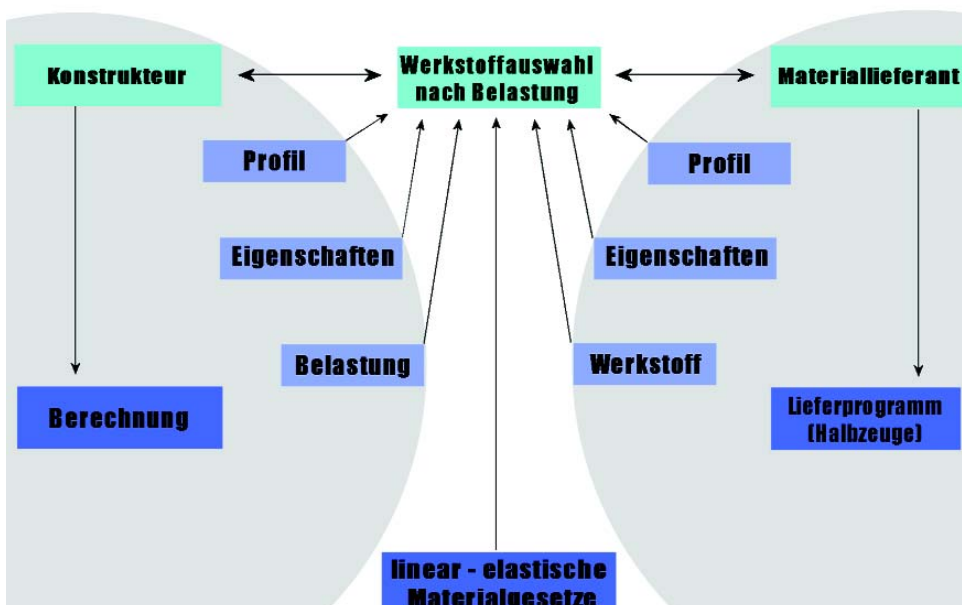 Konstrukteur
Werkstoffauswahl
nach Belastung
Materiallieferant
Profil
Profil
Eigenschaften
Eigenschaften
Belastung
Werkstoff
Berechnung
Lieferprogramm
(Halbzeuge)
linear - elastische
Materialgesetze